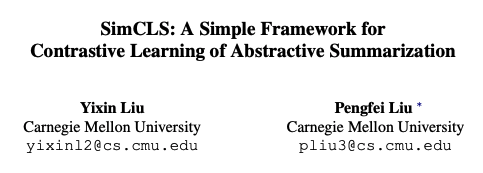 SimCLS: A Simple Framework for
Contrastive Learning of Abstractive Summarization
Yixin Liu
Carnegie Mellon University
yixinl2@cs.cmu.edu
Pengfei Liu *
Carnegie Mellon University
pliu3@cs.cmu.edu